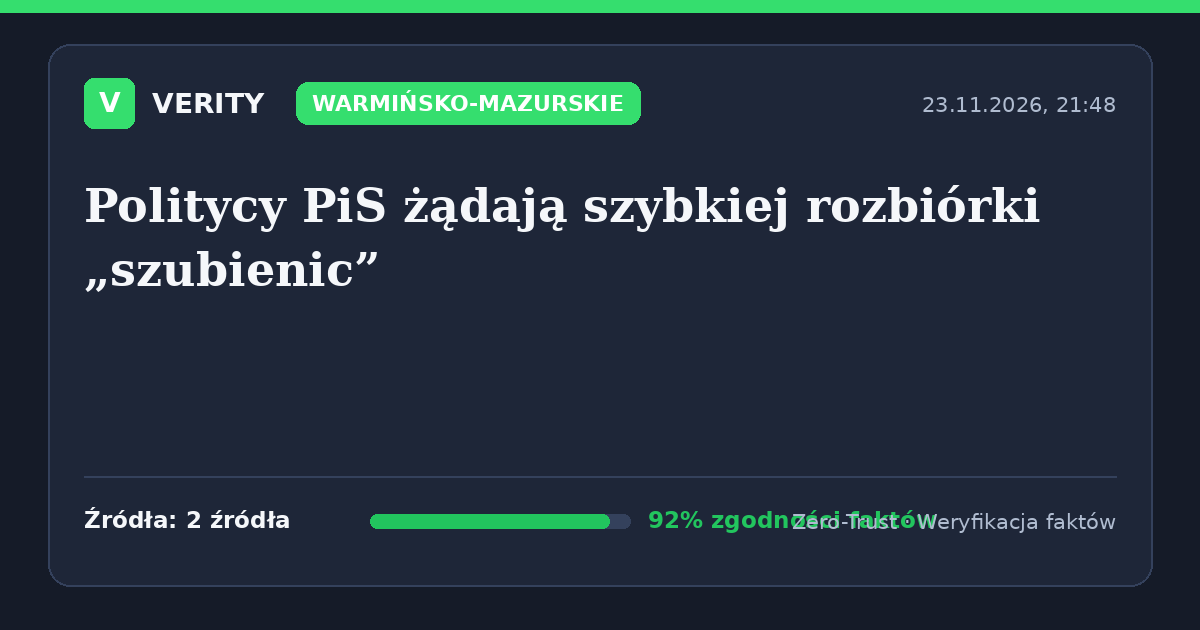 V VERITY WARMIŃSKO-MAZURSKIE 23.11.2026, 21:48
Politycy PiS żądają szybkiej rozbiórki
„szubienic”
Źródła: 2 źródła 92% zgodności faktów Zero-Trust · Weryfikacja faktów